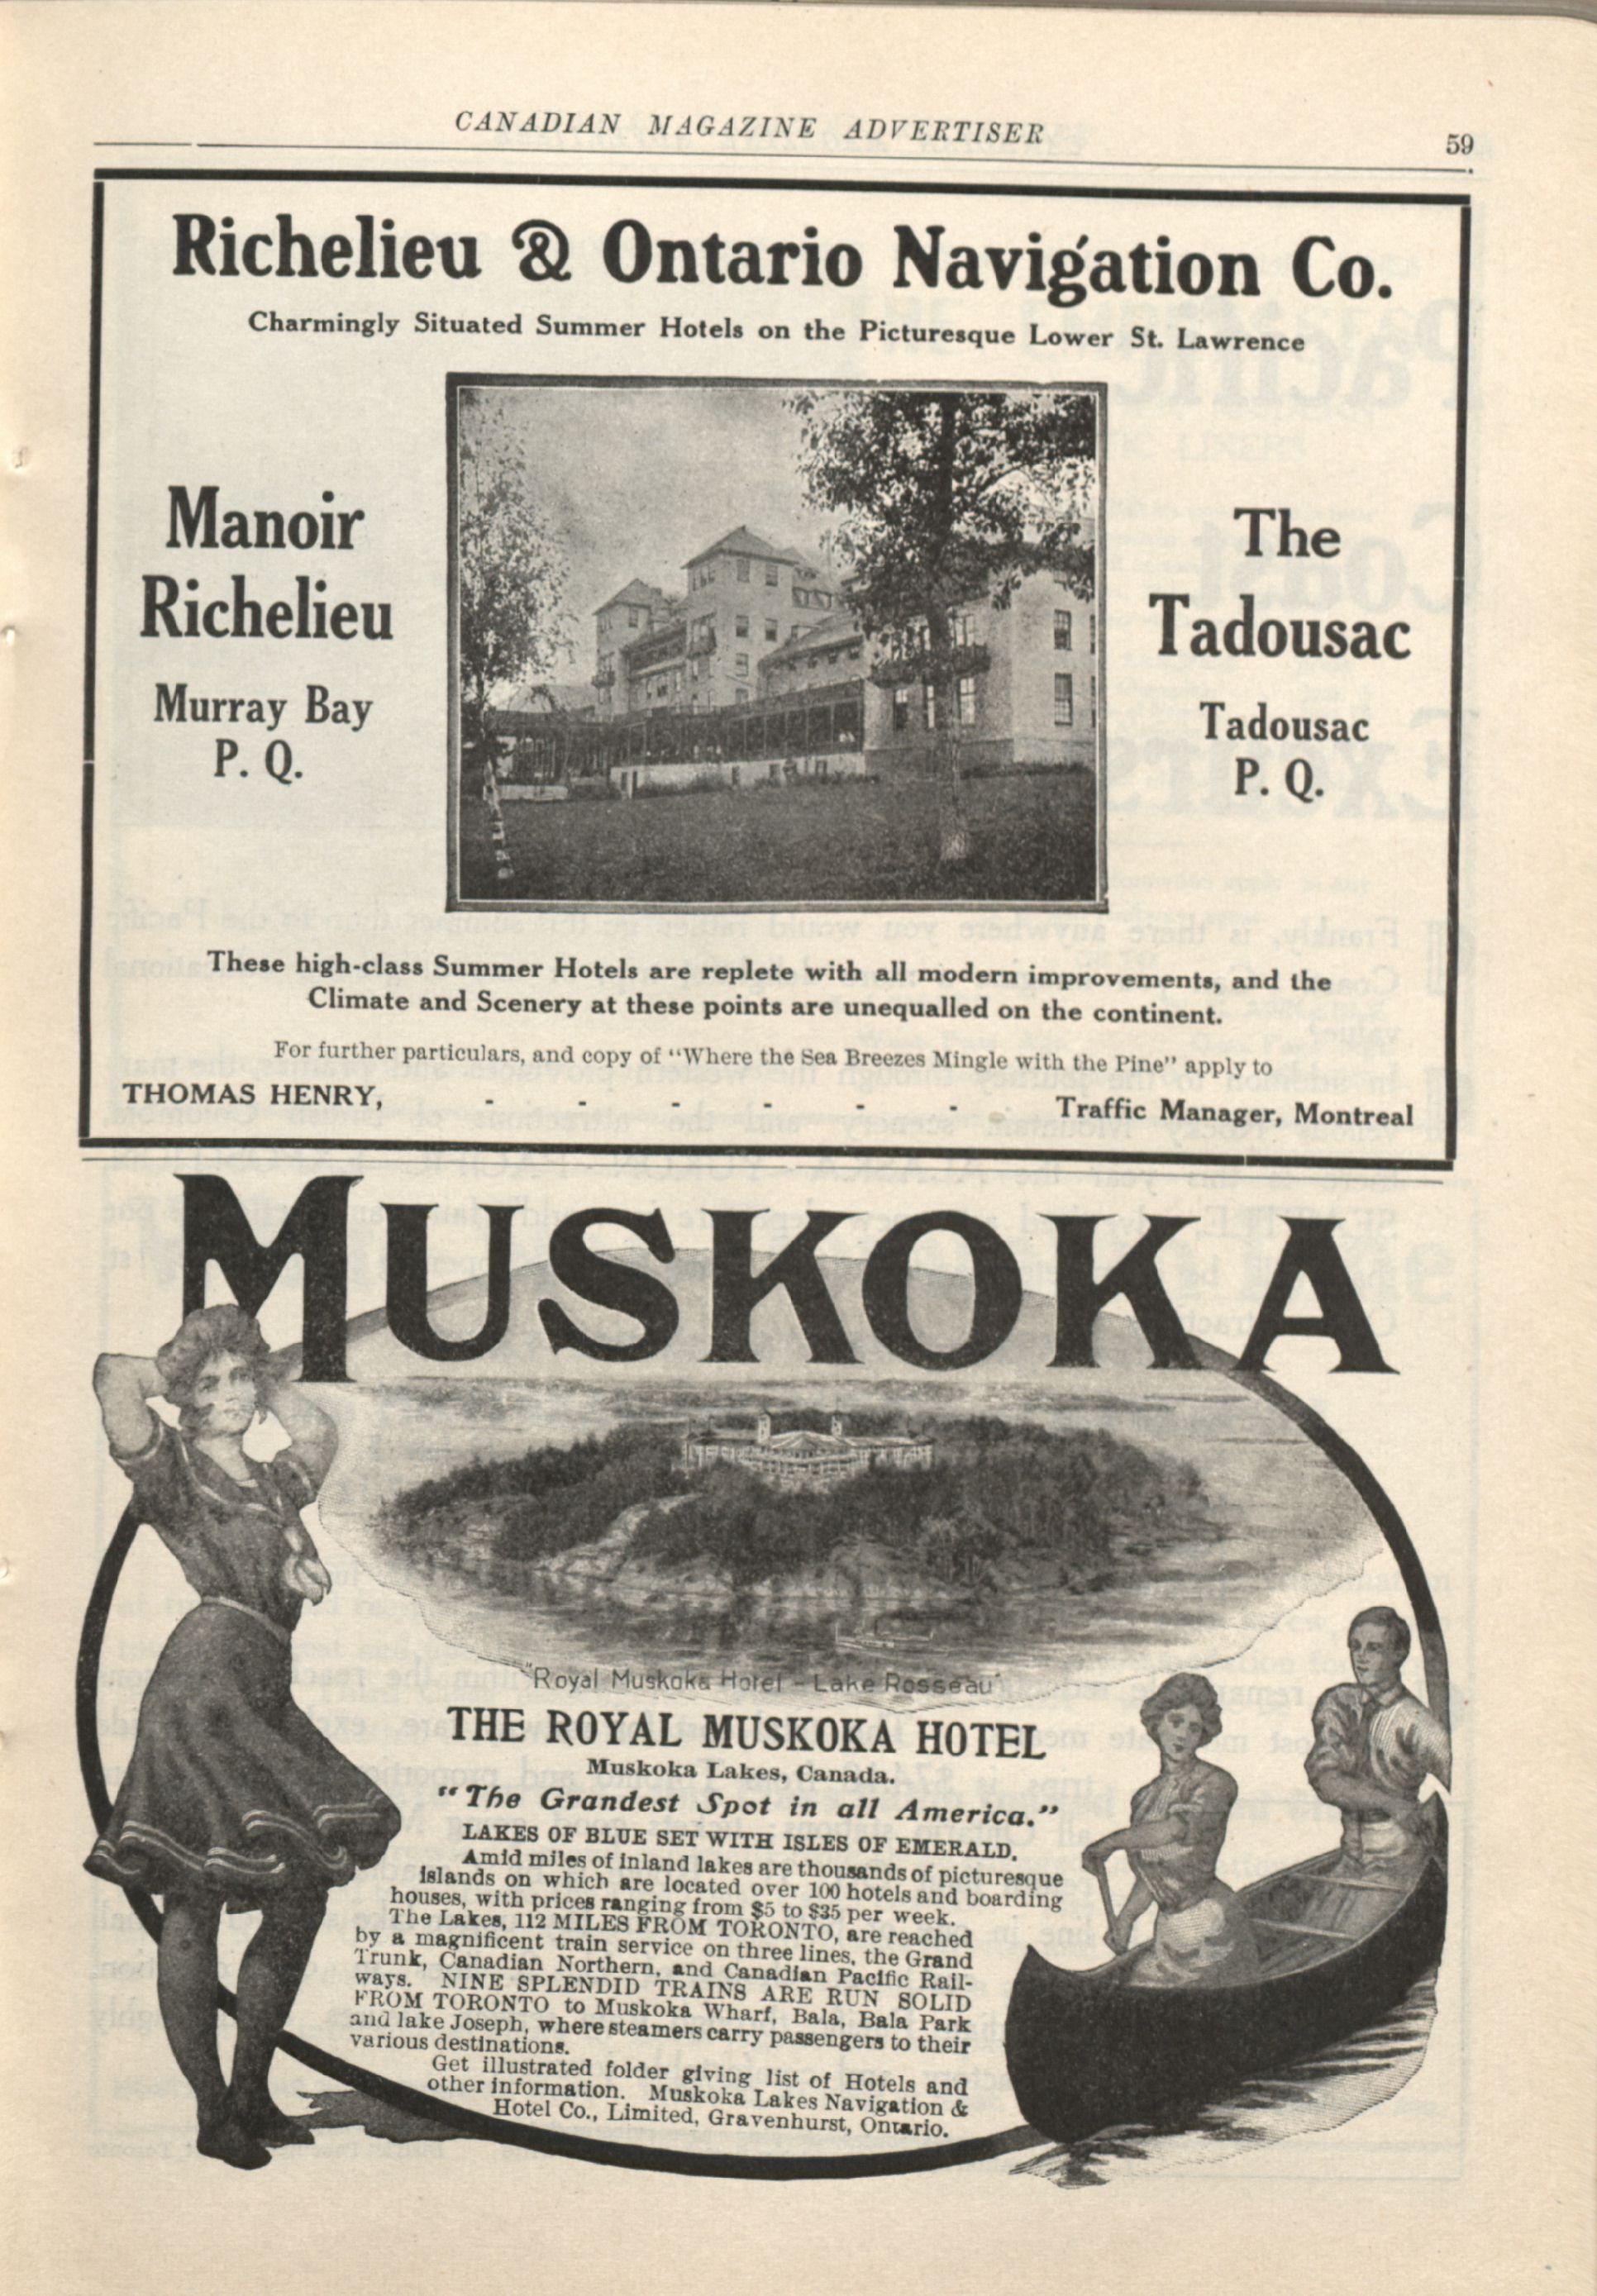 CANADIAN MAGAZINE ADVERTISER
59
Richelieu & Ontario Navigation Co.
Charmingly Situated Summer Hotels on the Picturesque Lower St. Lawrence
Manoir
Richelieu
Murray Bay
P. Q.
The
Tadousac
Tadousac
P. Q.
These high-class Summer Hotels are replete with all modern improvements, and the
Climate and Scenery at these points are unequalled on the continent.
For further particulars, and copy of "Where the Sea Breezes Mingle with the Pine" apply to
THOMAS HENRY, - - - - - - Traffic Manager, Montreal
MUSKOKA
"Royal Muskoka Hotel - Lake Rosseau"
THE ROYAL MUSKOKA HOTEL
Muskoka Lakes, Canada.
"The Grandest Spot in all America."
LAKES OF BLUE SET WITH ISLES OF EMERALD.
Amid miles of inland lakes are thousands of picturesque
islands on which are located over 100 hotels and boarding
houses, with prices ranging from $5 to $35 per week.
The Lakes, 112 MILES FROM TORONTO, are reached
by a magnificent train service on three lines, the Grand
Trunk, Canadian Northern, and Canadian Pacific Rail-
ways. NINE SPLENDID TRAINS ARE RUN SOLID
FROM TORONTO to Muskoka Wharf, Bala, Bala Park
and lake Joseph, where steamers carry passengers to their
various destinations.
Get illustrated folder giving list of Hotels and
other information. Muskoka Lakes Navigation &
Hotel Co., Limited, Gravenhurst, Ontario.